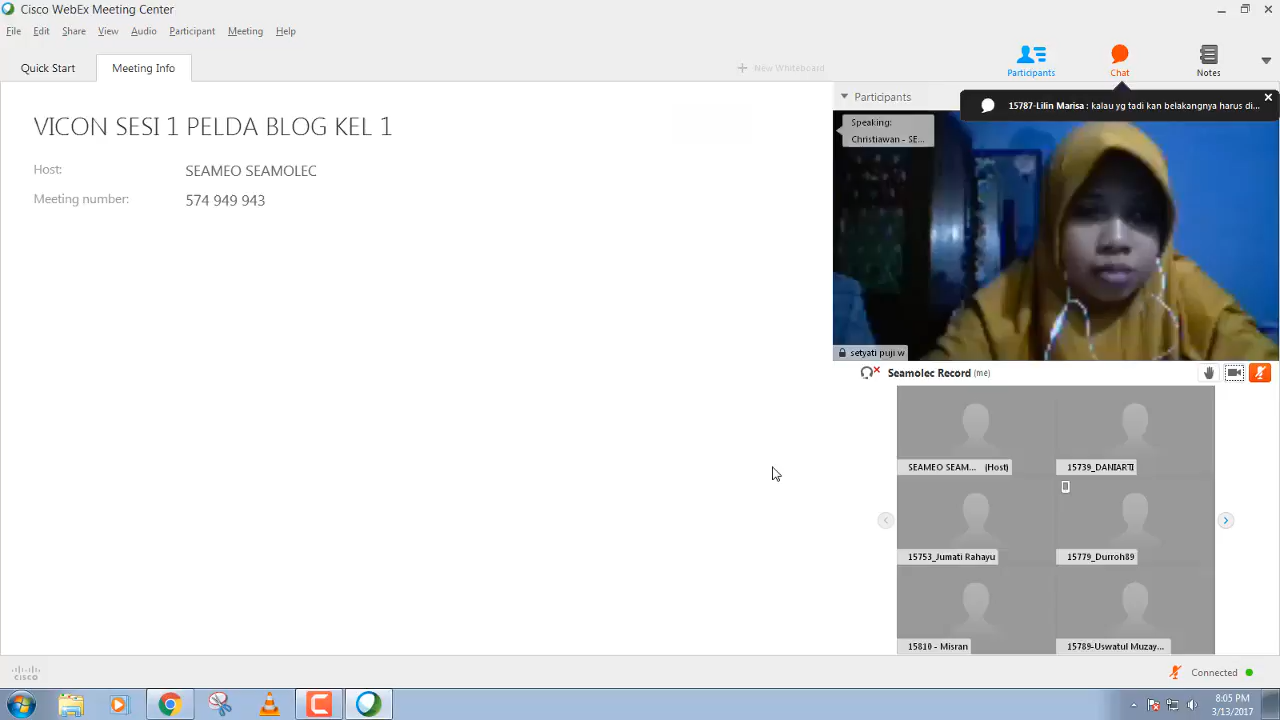 Cisco WebEx Meeting Center
File Edit Share View Audio Participant Meeting Help
Quick Start
Meeting Info
New Whiteboard
Participants
Chat
Notes
Participants
15787-Lilin Marisa : kalau yg tadi kan belakangnya harus di...
Speaking:
Christiawan - SE...
VICON SESI 1 PELDA BLOG KEL 1
Host: SEAMEO SEAMOLEC
Meeting number: 574 949 943
setyati puji w
Seamolec Record (me)
SEAMEO SEAM... (Host)
15739_DANIARTI
15753_Jumati Rahayu
15779_Durroh89
15810 - Misran
15789-Uswatul Muzay...
cisco
Connected
8:05 PM
3/13/2017